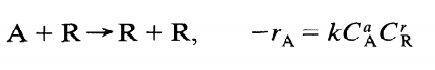 A + R → R + R, -r_A = kC_A^a C_R^r